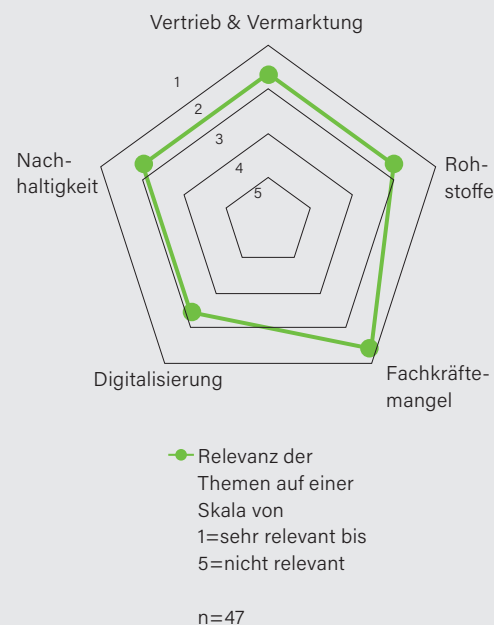 Vertrieb & Vermarktung
1
2
3
4
5
Nach-
haltigkeit
Roh-
stoffe
Digitalisierung
Fachkräfte-
mangel
Relevanz der
Themen auf einer
Skala von
1=sehr relevant bis
5=nicht relevant
n=47